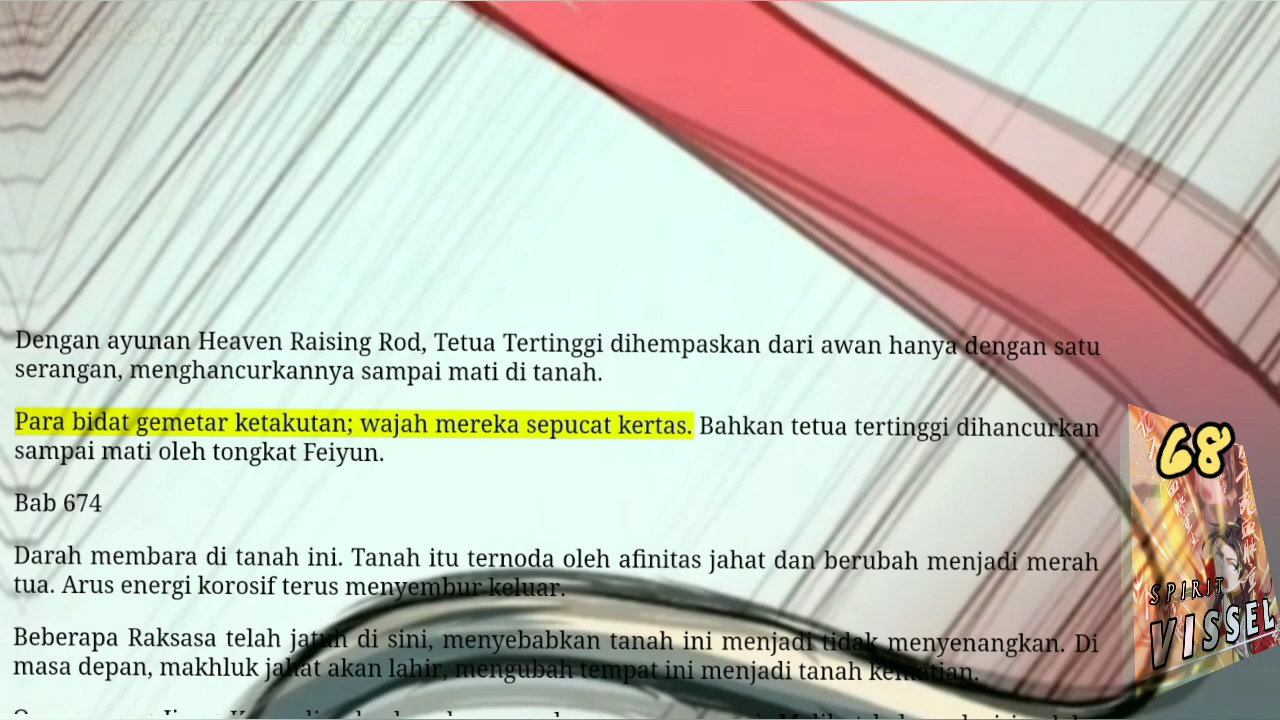 Dengan ayunan Heaven Raising Rod, Tetua Tertinggi dihempaskan dari awan hanya dengan satu
serangan, menghancurkannya sampai mati di tanah.
Para bidat gemetar ketakutan; wajah mereka sepucat kertas. Bahkan tetua tertinggi dihancurkan
sampai mati oleh tongkat Feiyun.
Bab 674
Darah membara di tanah ini. Tanah itu ternoda oleh afinitas jahat dan berubah menjadi merah
tua. Arus energi korosif terus menyembur keluar.
Beberapa Raksasa telah jatuh di sini, menyebabkan tanah ini menjadi tidak menyenangkan. Di
masa depan, makhluk jahat akan lahir, mengubah tempat ini menjadi tanah kematian.
68
SPIRIT
VISSEL